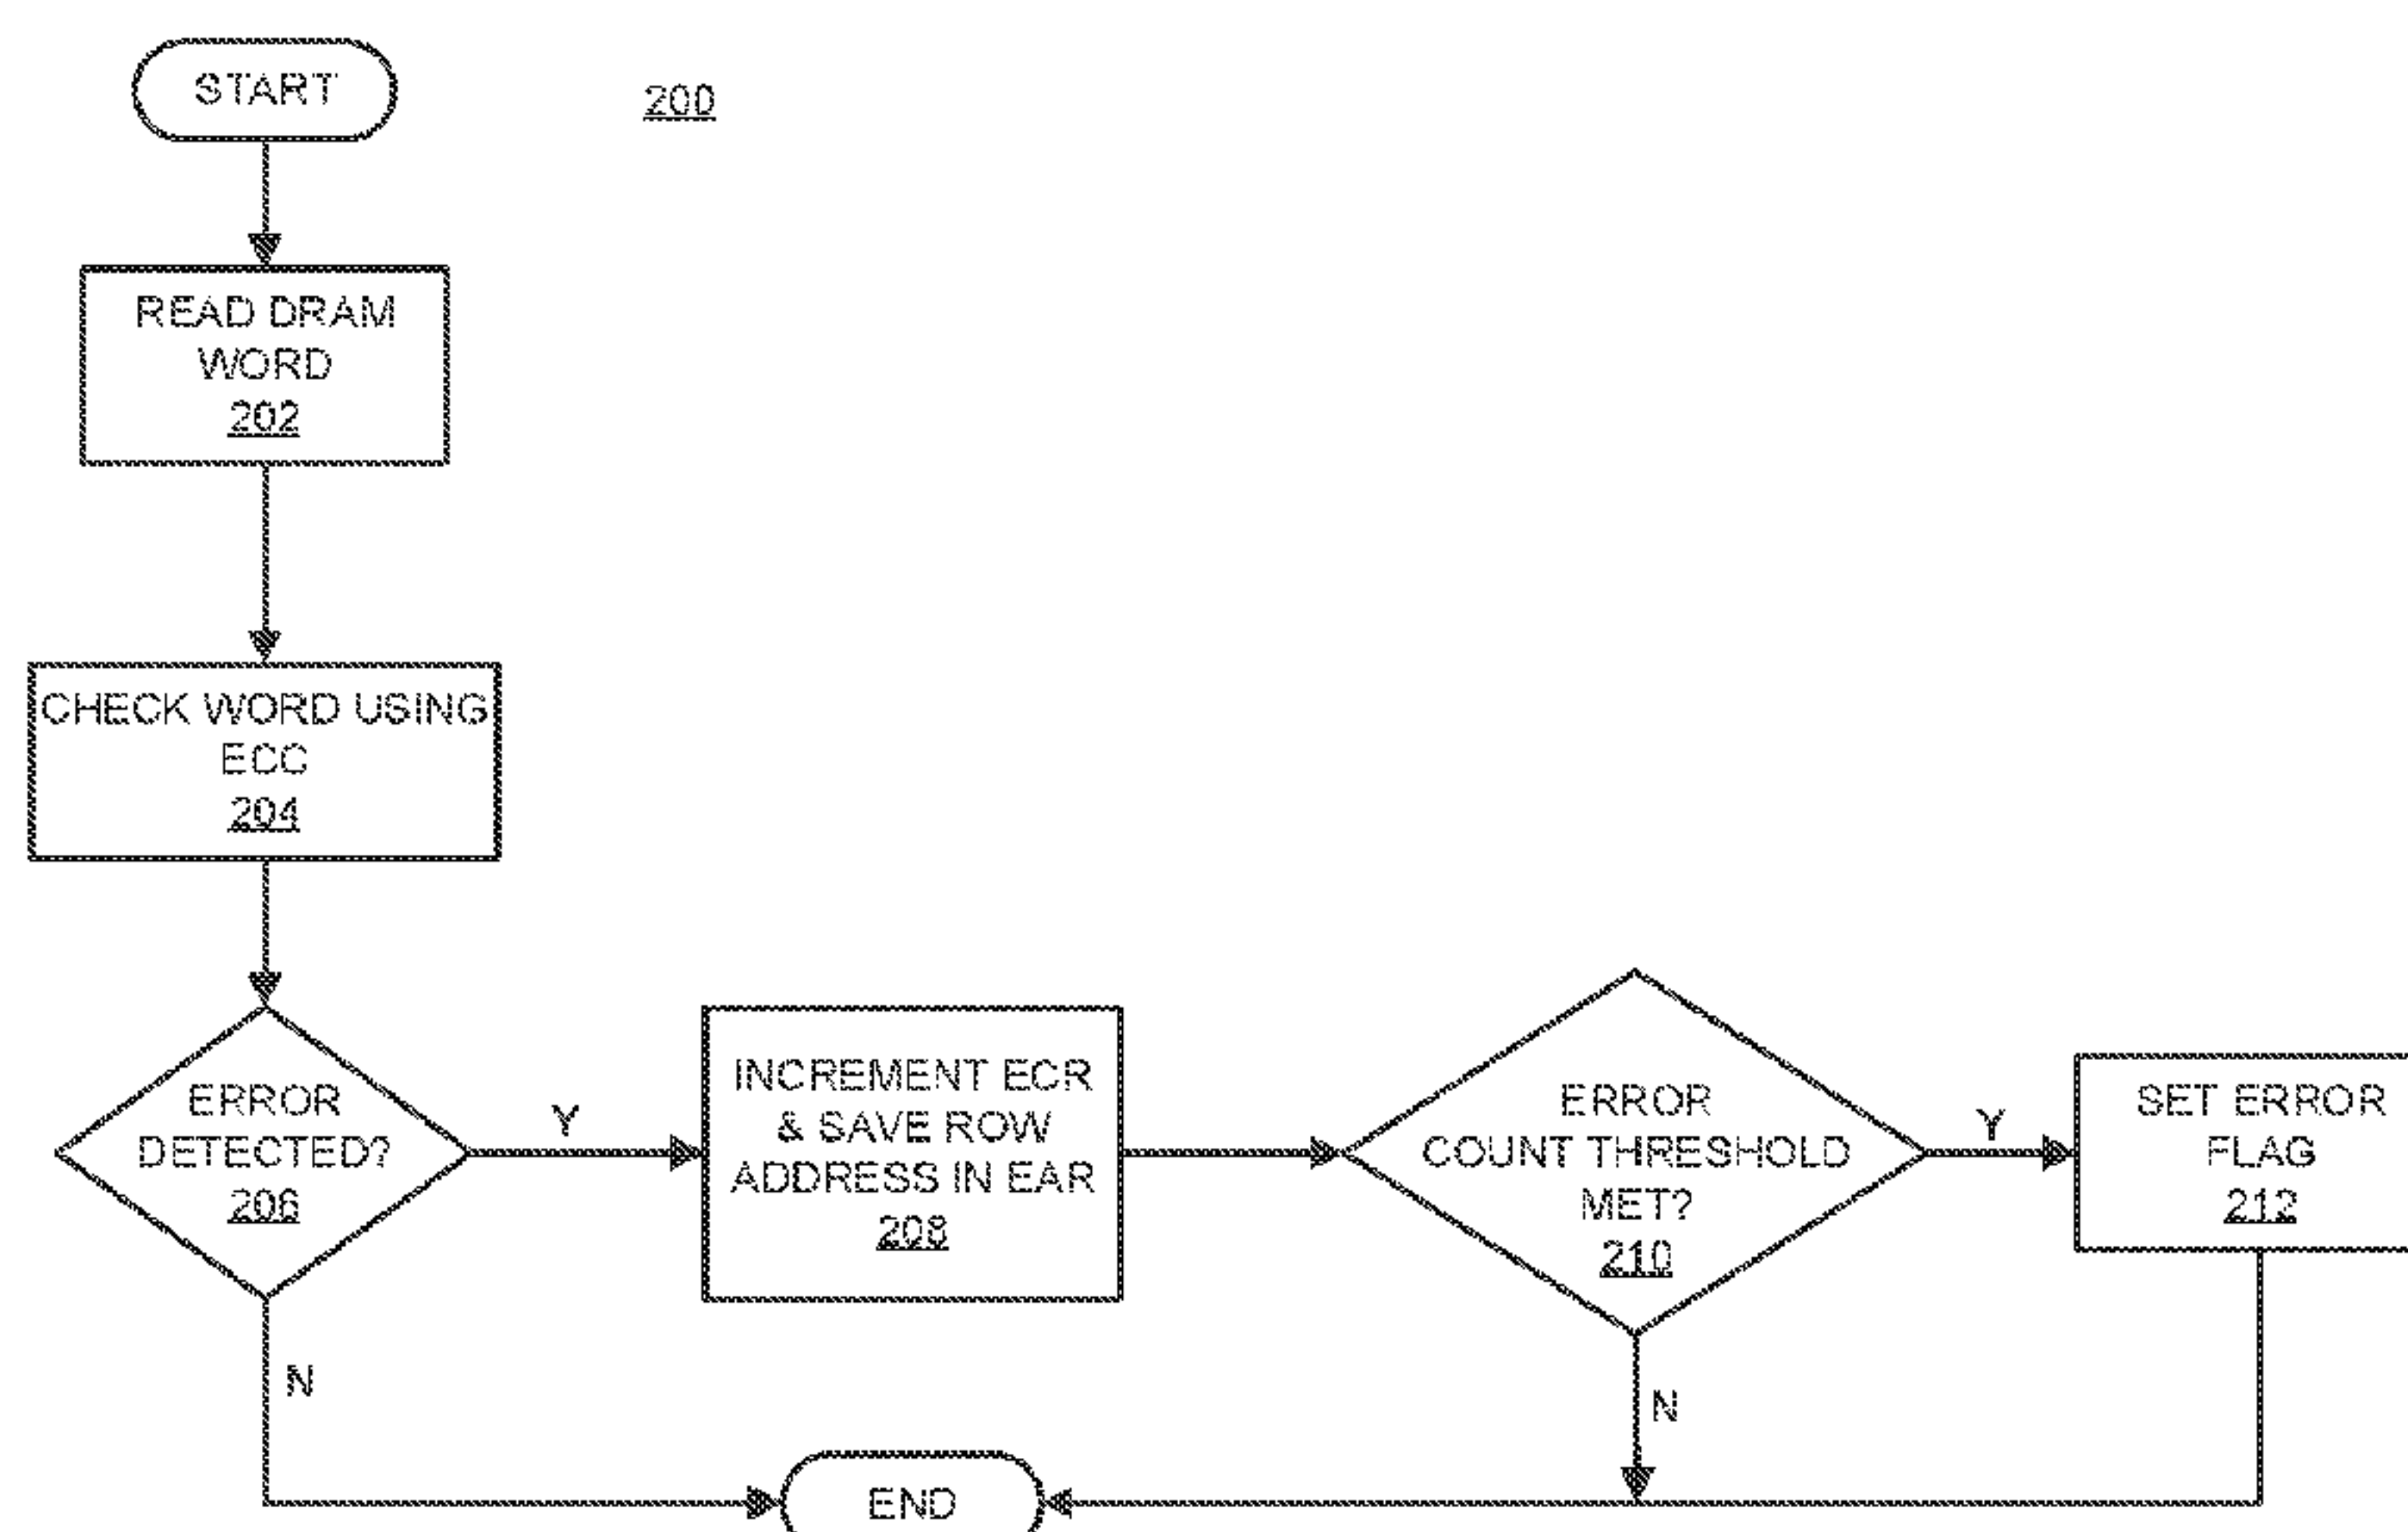 START
200
READ DRAM
WORD
202
CHECK WORD USING
ECC
204
ERROR
DETECTED?
206
Y
N
INCREMENT ECR
& SAVE ROW
ADDRESS IN EAR
208
ERROR
COUNT THRESHOLD
MET?
210
Y
N
SET ERROR
FLAG
212
END